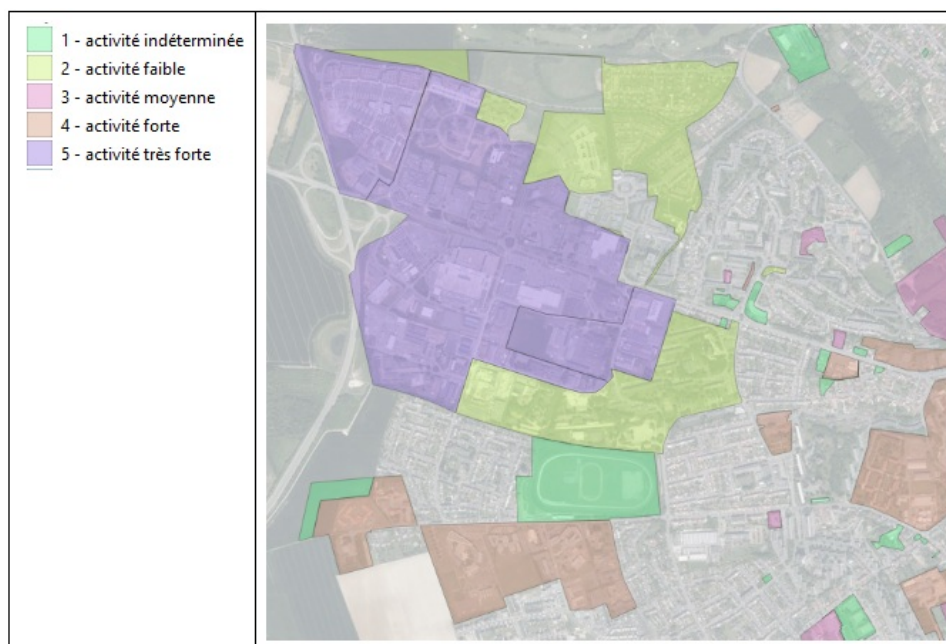 1 - activité indéterminée
2 - activité faible
3 - activité moyenne
4 - activité forte
5 - activité très forte